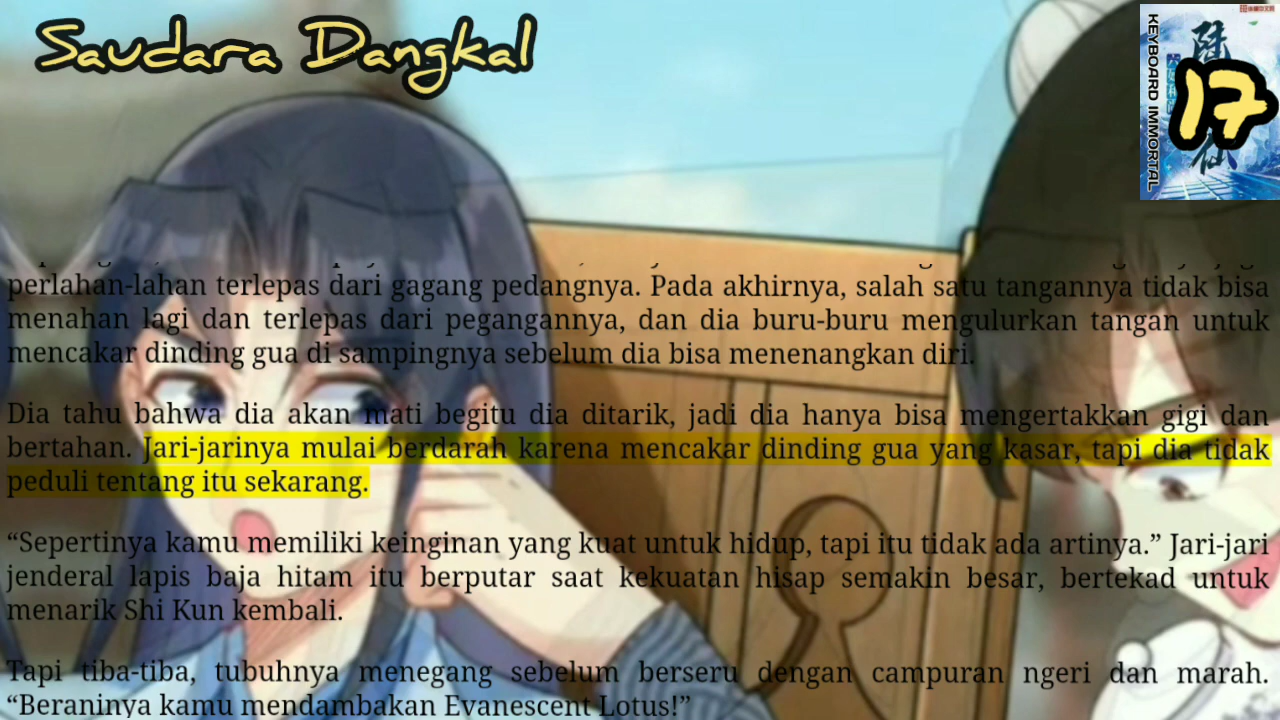 Saudara Dangkal
KEYBOARD IMMORTAL
17
perlahan-lahan terlepas dari gagang pedangnya. Pada akhirnya, salah satu tangannya tidak bisa
menahan lagi dan terlepas dari pegangannya, dan dia buru-buru mengulurkan tangan untuk
mencakar dinding gua di sampingnya sebelum dia bisa menenangkan diri.
Dia tahu bahwa dia akan mati begitu dia ditarik, jadi dia hanya bisa mengertakkan gigi dan
bertahan. Jari-jarinya mulai berdarah karena mencakar dinding gua yang kasar, tapi dia tidak
peduli tentang itu sekarang.
“Sepertinya kamu memiliki keinginan yang kuat untuk hidup, tapi itu tidak ada artinya.” Jari-jari
jenderal lapis baja hitam itu berputar saat kekuatan hisap semakin besar, bertekad untuk
menarik Shi Kun kembali.
Tapi tiba-tiba, tubuhnya menegang sebelum berseru dengan campuran ngeri dan marah.
“Beraninya kamu mendambakan Evanescent Lotus!”